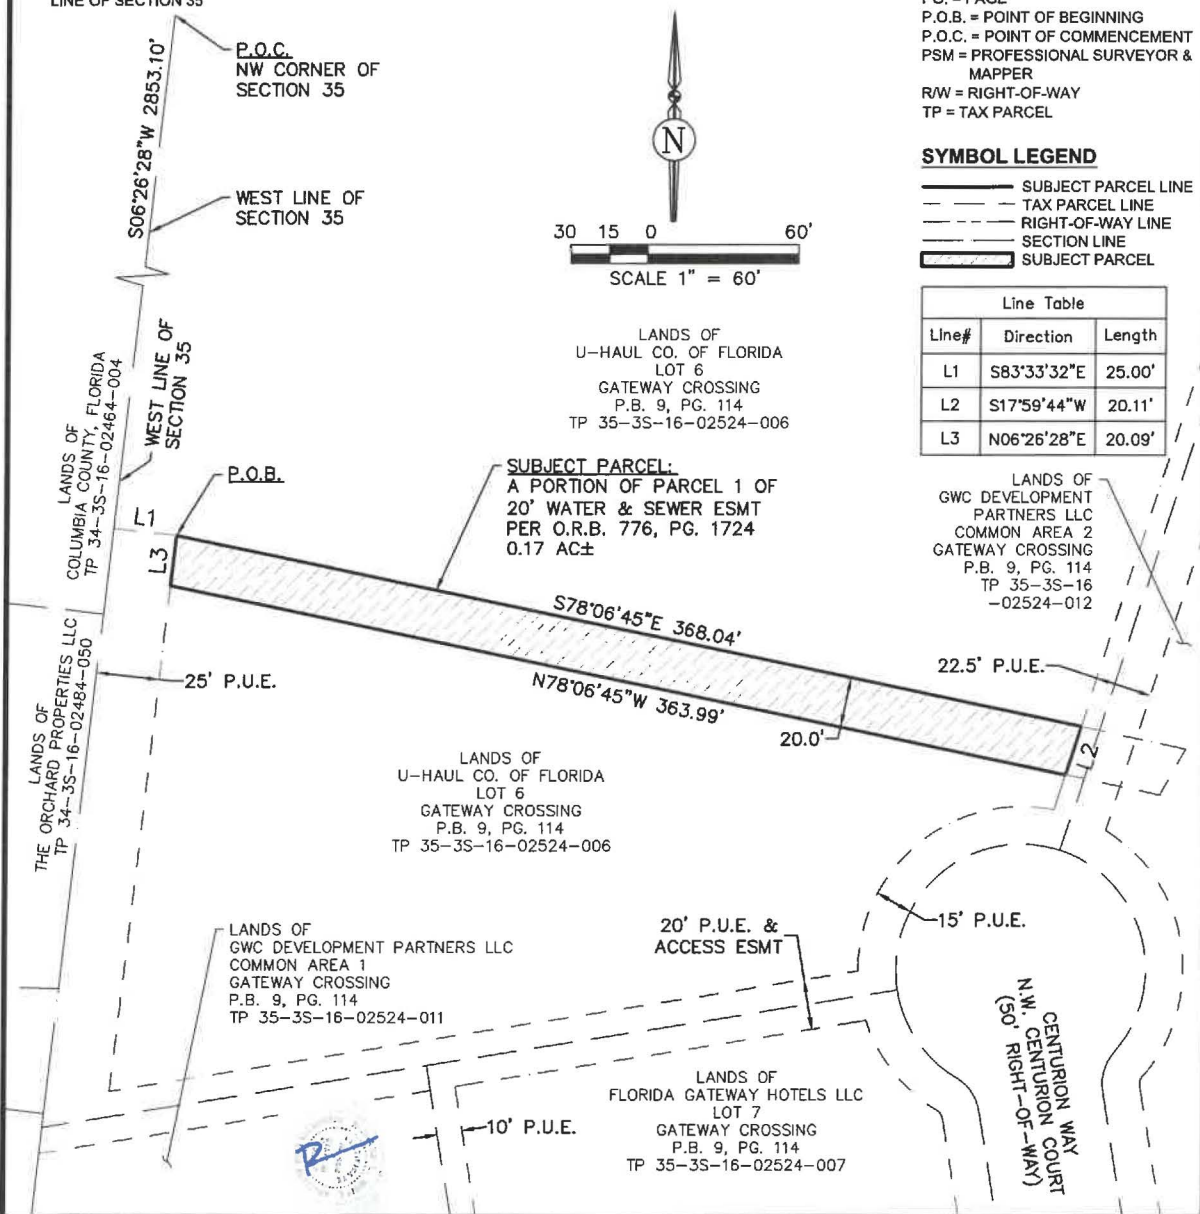 LINE OF SECTION 35
P.O.C.
NW CORNER OF
SECTION 35
S06°26'28"W 2853.10'
WEST LINE OF
SECTION 35
N
30 15 0 60'
SCALE 1" = 60'
P.O.B. = POINT OF BEGINNING
P.O.C. = POINT OF COMMENCEMENT
PSM = PROFESSIONAL SURVEYOR &
MAPPER
R/W = RIGHT-OF-WAY
TP = TAX PARCEL
SYMBOL LEGEND
SUBJECT PARCEL LINE
TAX PARCEL LINE
RIGHT-OF-WAY LINE
SECTION LINE
SUBJECT PARCEL
Line Table
Line# Direction Length
L1 S83°33'32"E 25.00'
L2 S17°59'44"W 20.11'
L3 N06°26'28"E 20.09'
LANDS OF
U-HAUL CO. OF FLORIDA
LOT 6
GATEWAY CROSSING
P.B. 9, PG. 114
TP 35-3S-16-02524-006
LANDS OF
COLUMBIA COUNTY, FLORIDA
TP 34-3S-16-02464-004
WEST LINE OF
SECTION 35
P.O.B.
L1
L3
SUBJECT PARCEL:
A PORTION OF PARCEL 1 OF
20' WATER & SEWER ESMT
PER O.R.B. 776, PG. 1724
0.17 AC±
LANDS OF
GWC DEVELOPMENT
PARTNERS LLC
COMMON AREA 2
GATEWAY CROSSING
P.B. 9, PG. 114
TP 35-3S-16
-02524-012
S78°06'45"E 368.04'
N78°06'45"W 363.99'
20.0'
22.5' P.U.E.
L2
25' P.U.E.
LANDS OF
THE ORCHARD PROPERTIES LLC
TP 34-3S-16-02484-050
LANDS OF
U-HAUL CO. OF FLORIDA
LOT 6
GATEWAY CROSSING
P.B. 9, PG. 114
TP 35-3S-16-02524-006
LANDS OF
GWC DEVELOPMENT PARTNERS LLC
COMMON AREA 1
GATEWAY CROSSING
P.B. 9, PG. 114
TP 35-3S-16-02524-011
20' P.U.E. &
ACCESS ESMT
15' P.U.E.
CENTURION WAY
N.W. CENTURION COURT
(50' RIGHT-OF-WAY)
10' P.U.E.
LANDS OF
FLORIDA GATEWAY HOTELS LLC
LOT 7
GATEWAY CROSSING
P.B. 9, PG. 114
TP 35-3S-16-02524-007